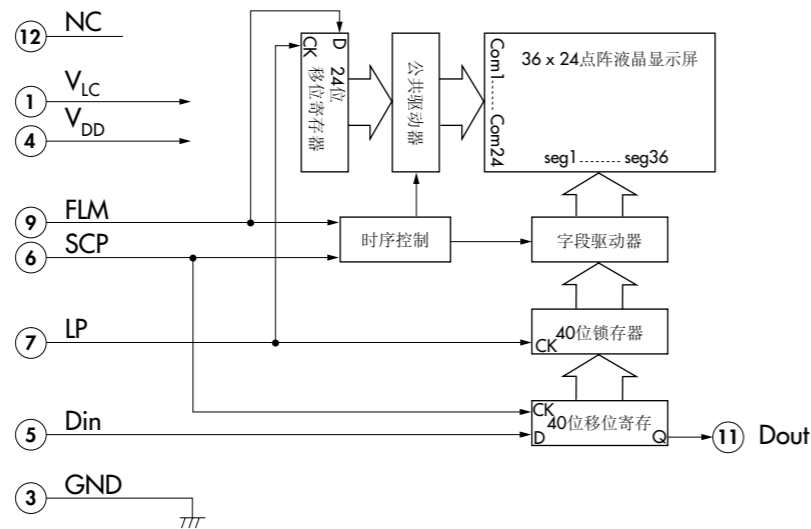 12 NC
1 VLC
4 VDD
9 FLM
6 SCP
7 LP
5 Din
3 GND
CK D
24位
移位寄存器
公共驱动器
Com1......Com24
36 x 24点阵液晶显示屏
seg1........seg36
时序控制
字段驱动器
40位锁存器
CK
CK
40位移位寄存
D Q
11 Dout